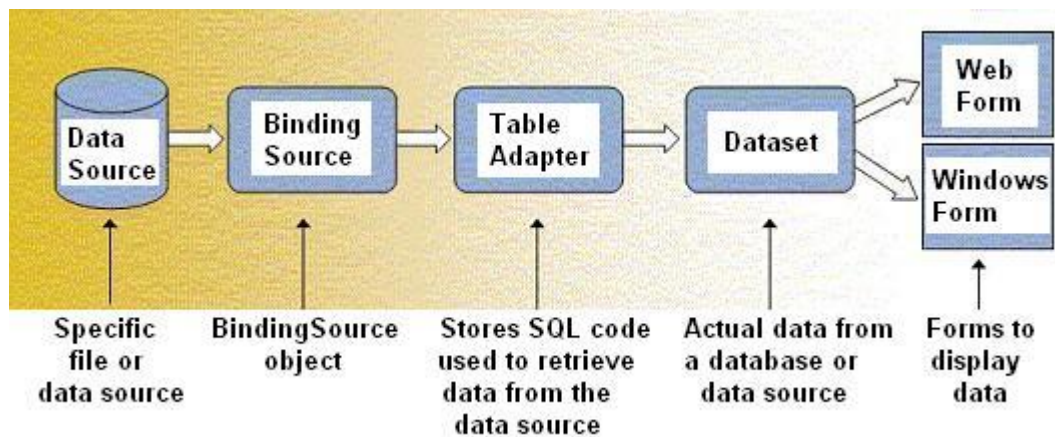 Data
Source
Binding
Source
Table
Adapter
Dataset
Web
Form
Windows
Form
Specific
file or
data source
BindingSource
object
Stores SQL code
used to retrieve
data from the
data source
Actual data from
a database or
data source
Forms to
display
data